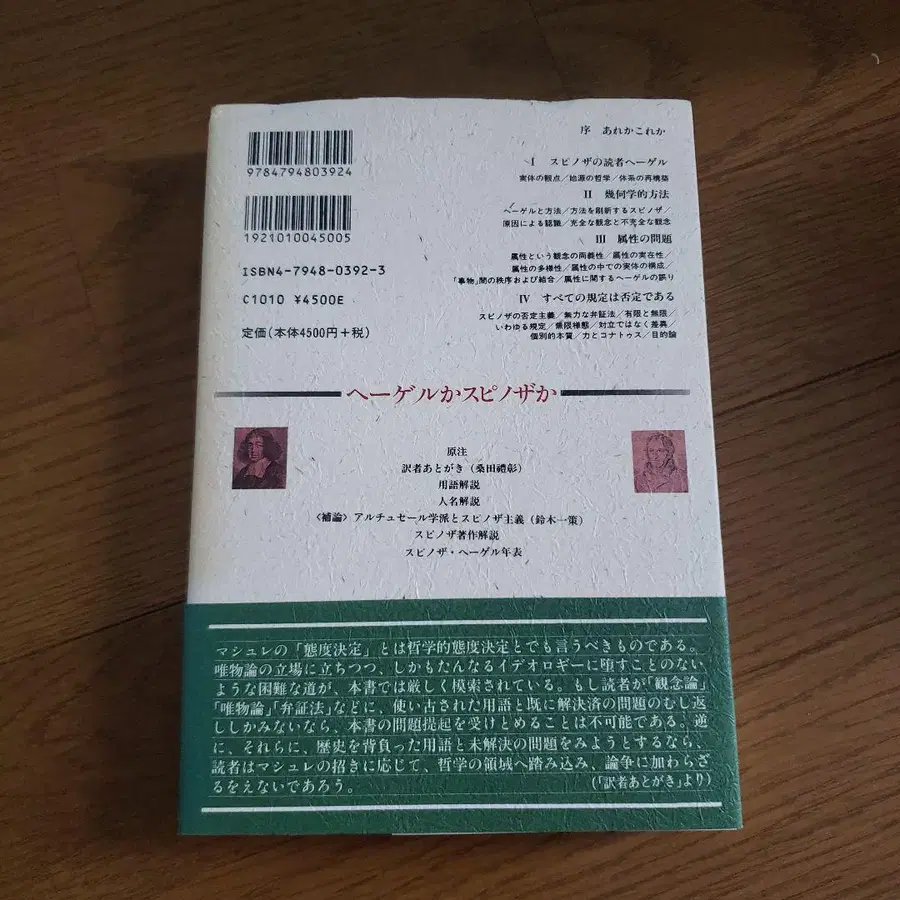 9784794803924
1921010045005
ISBN4-7948-0392-3
C1010 ¥4500E
定価(本体4500円+税)
序 あれかこれか
I スピノザの読者ヘーゲル
実体の観点/始源の哲学/体系の再構築
II 幾何学的方法
ヘーゲルと方法/方法を刷新するスピノザ/
原因による認識/充全な観念と不完全な観念
III 属性の問題
属性という観念の両義性/属性の実在性/
属性の多様性/属性の中での実体の構成/
「事物」間の秩序および結合/属性に関するヘーゲルの誤り
IV すべての規定は否定である
スピノザの否定主義/無力な弁証法/有限と無限/
いわゆる規定/無限様態/対立ではなく差異/
個別的本質/力とコナトゥス/目的論
ヘーゲルかスピノザか
原注
訳者あとがき(桑田禮彰)
用語解説
人名解説
〈補論〉アルチュセール学派とスピノザ主義(鈴木一策)
スピノザ著作解説
スピノザ・ヘーゲル年表
マシュレの「態度決定」とは哲学的態度決定とでも言うべきものである。
唯物論の立場に立ちつつ、しかもたんなるイデオロギーに堕すことのない
ような困難な道が、本書では厳しく模索されている。もし読者が「観念論」
「唯物論」「弁証法」などに、使い古された用語と既に解決済の問題のむし返
ししかみないなら、本書の問題提起を受けとめることは不可能である。逆
に、それらに、歴史を背負った用語と未解決の問題をみようとするなら、
読者はマシュレの招きに応じて、哲学の領域へ踏み込み、論争に加わらざ
るをえないであろう。 (「訳者あとがき」より)